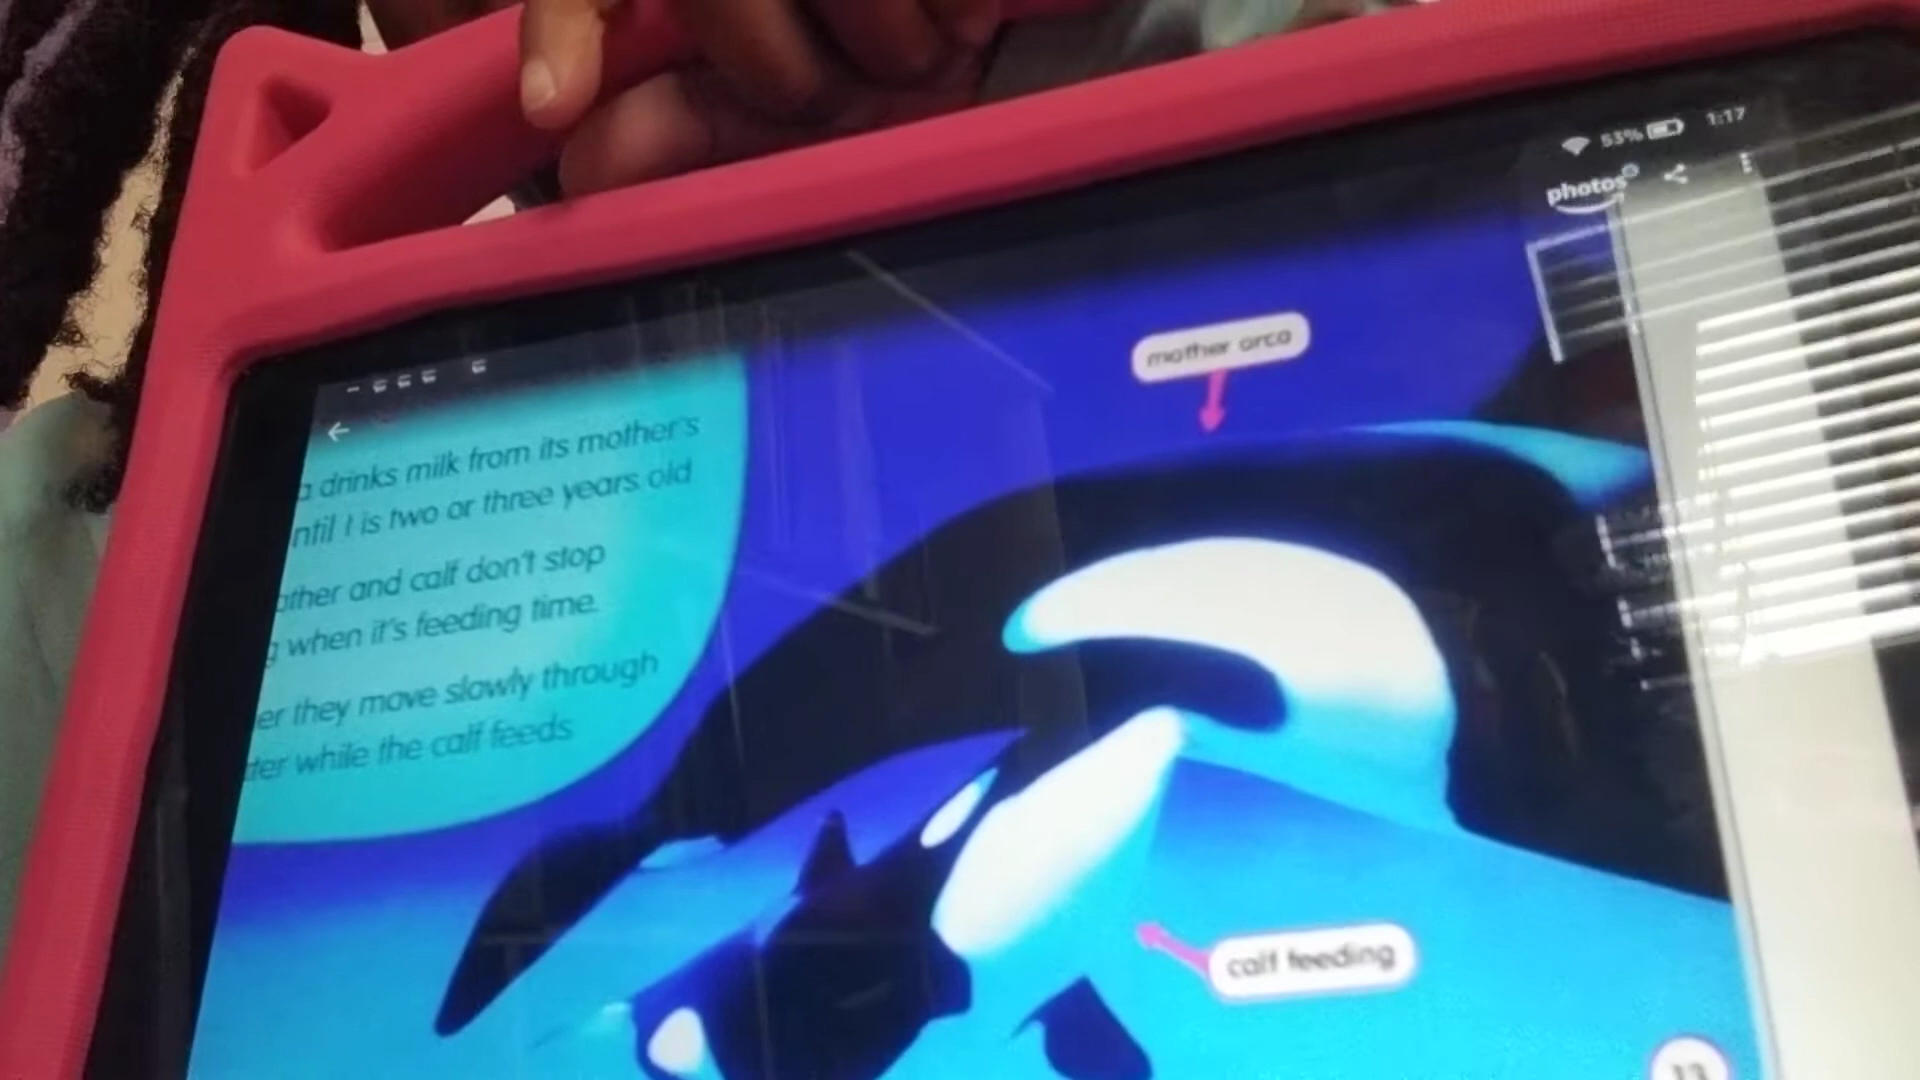 53% 1:17
photos
mother orca
drinks milk from its mother's
ntil t is two or three years old
other and calf don't stop
g when it's feeding time.
er they move slowly through
ter while the calf feeds
calf feeding
13